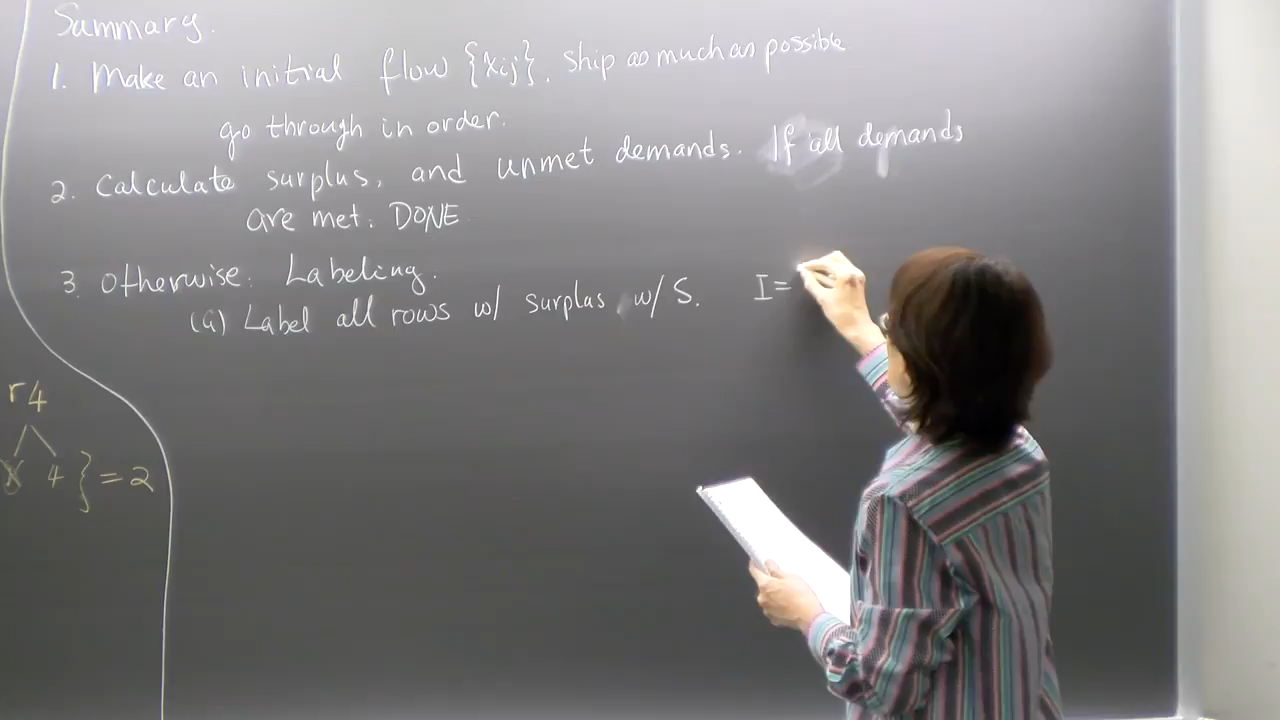 Summary.
1. Make an initial flow {xij}. Ship as much as possible
go through in order.
2. Calculate surplus, and unmet demands. If all demands
are met: DONE
3. Otherwise: Labeling.
(a) Label all rows w/ surplas w/ S. I=
r4
4} = 2